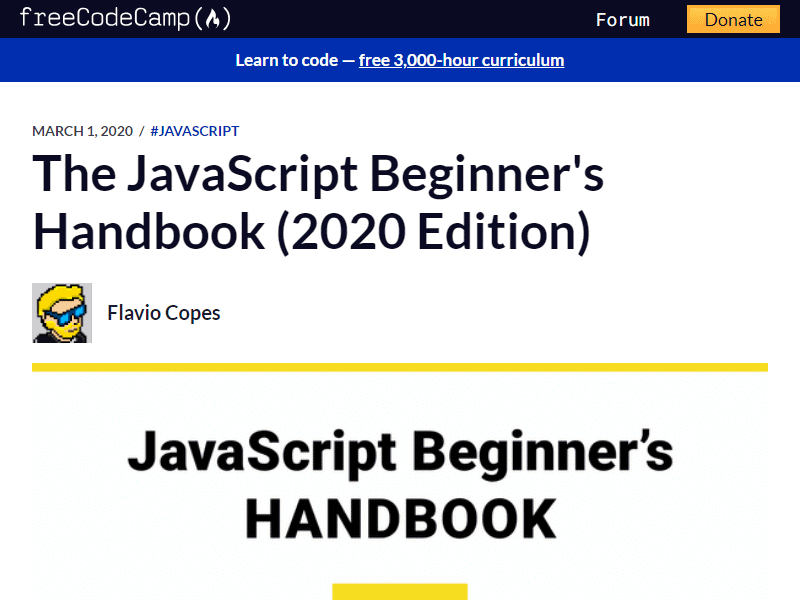 freeCodeCamp(🔥)
Forum
Donate
Learn to code — free 3,000-hour curriculum
MARCH 1, 2020 / #JAVASCRIPT
The JavaScript Beginner's
Handbook (2020 Edition)
Flavio Copes
JavaScript Beginner’s
HANDBOOK